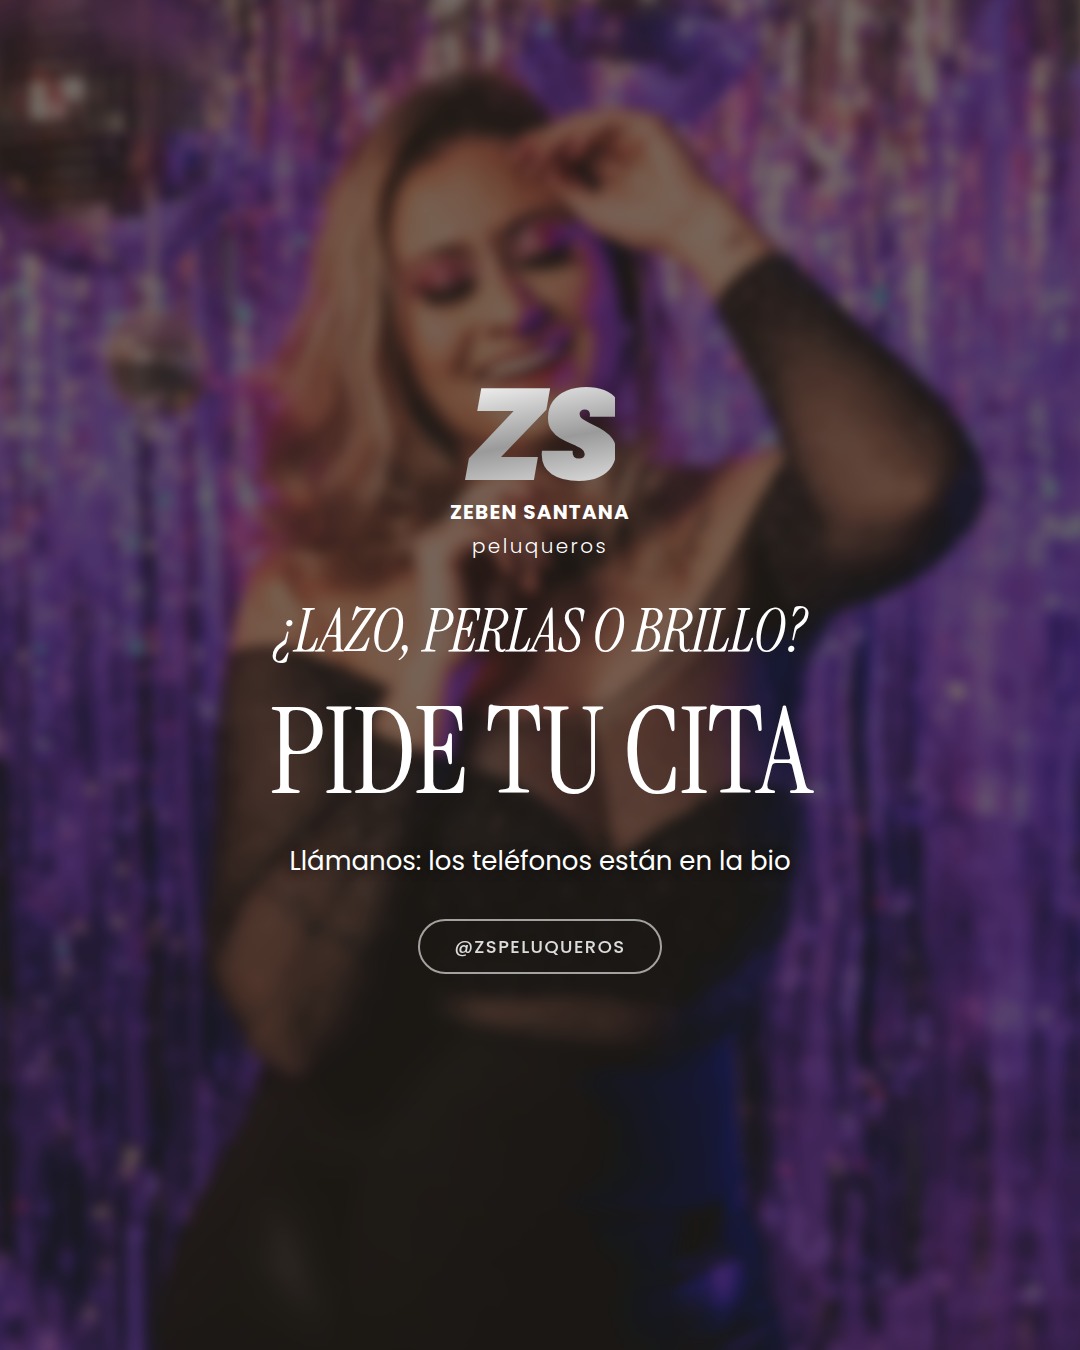 ZS
ZEBEN SANTANA
peluqueros
¿LAZO, PERLAS O BRILLO?
PIDE TU CITA
Llámanos: los teléfonos están en la bio
@ZSPELUQUEROS